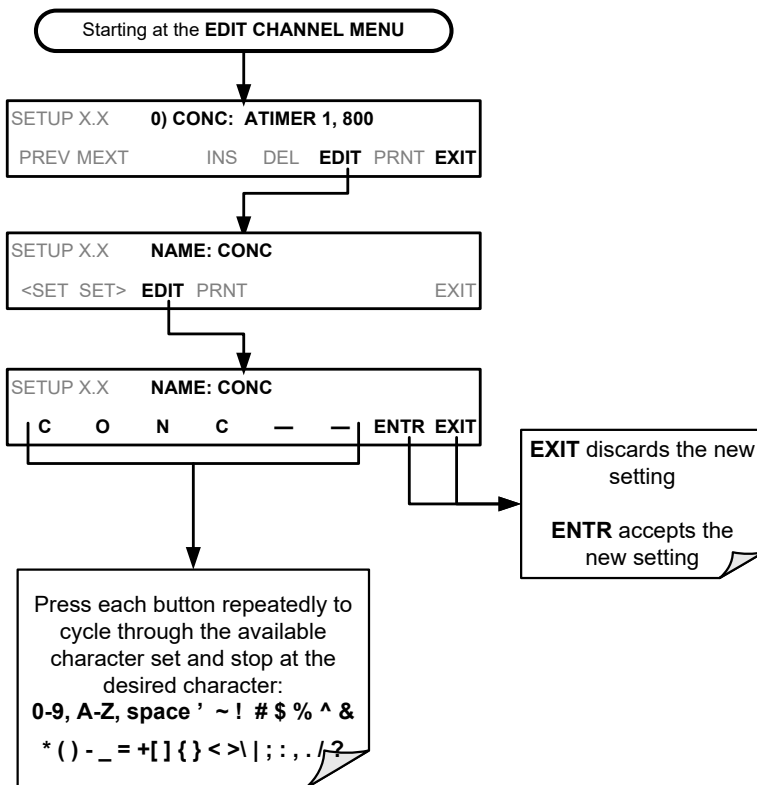 Starting at the EDIT CHANNEL MENU
SETUP X.X 0) CONC: ATIMER 1, 800
PREV MEXT INS DEL EDIT PRNT EXIT
SETUP X.X NAME: CONC
<SET SET> EDIT PRNT EXIT
SETUP X.X NAME: CONC
C O N C — — ENTR EXIT
EXIT discards the new
setting
ENTR accepts the
new setting
Press each button repeatedly to
cycle through the available
character set and stop at the
desired character:
0-9, A-Z, space ’ ~ ! # $ % ^ &
* ( ) - _ = +[ ] { } < >\ | ; : , . / ?